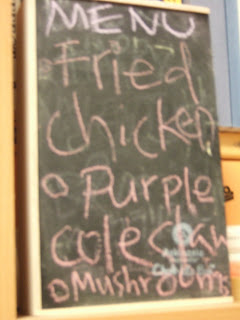 MENU
Fried
chicken
o Purple
coleslaw
o Mushrooms